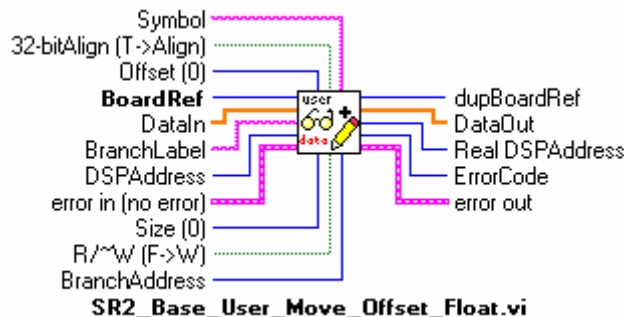 Symbol
32-bitAlign (T->Align)
Offset (0)
BoardRef
DataIn
BranchLabel
DSPAddress
error in (no error)
Size (0)
R/~W (F->W)
BranchAddress
user
data
dupBoardRef
DataOut
Real DSPAddress
ErrorCode
error out
SR2_Base_User_Move_Offset_Float.vi